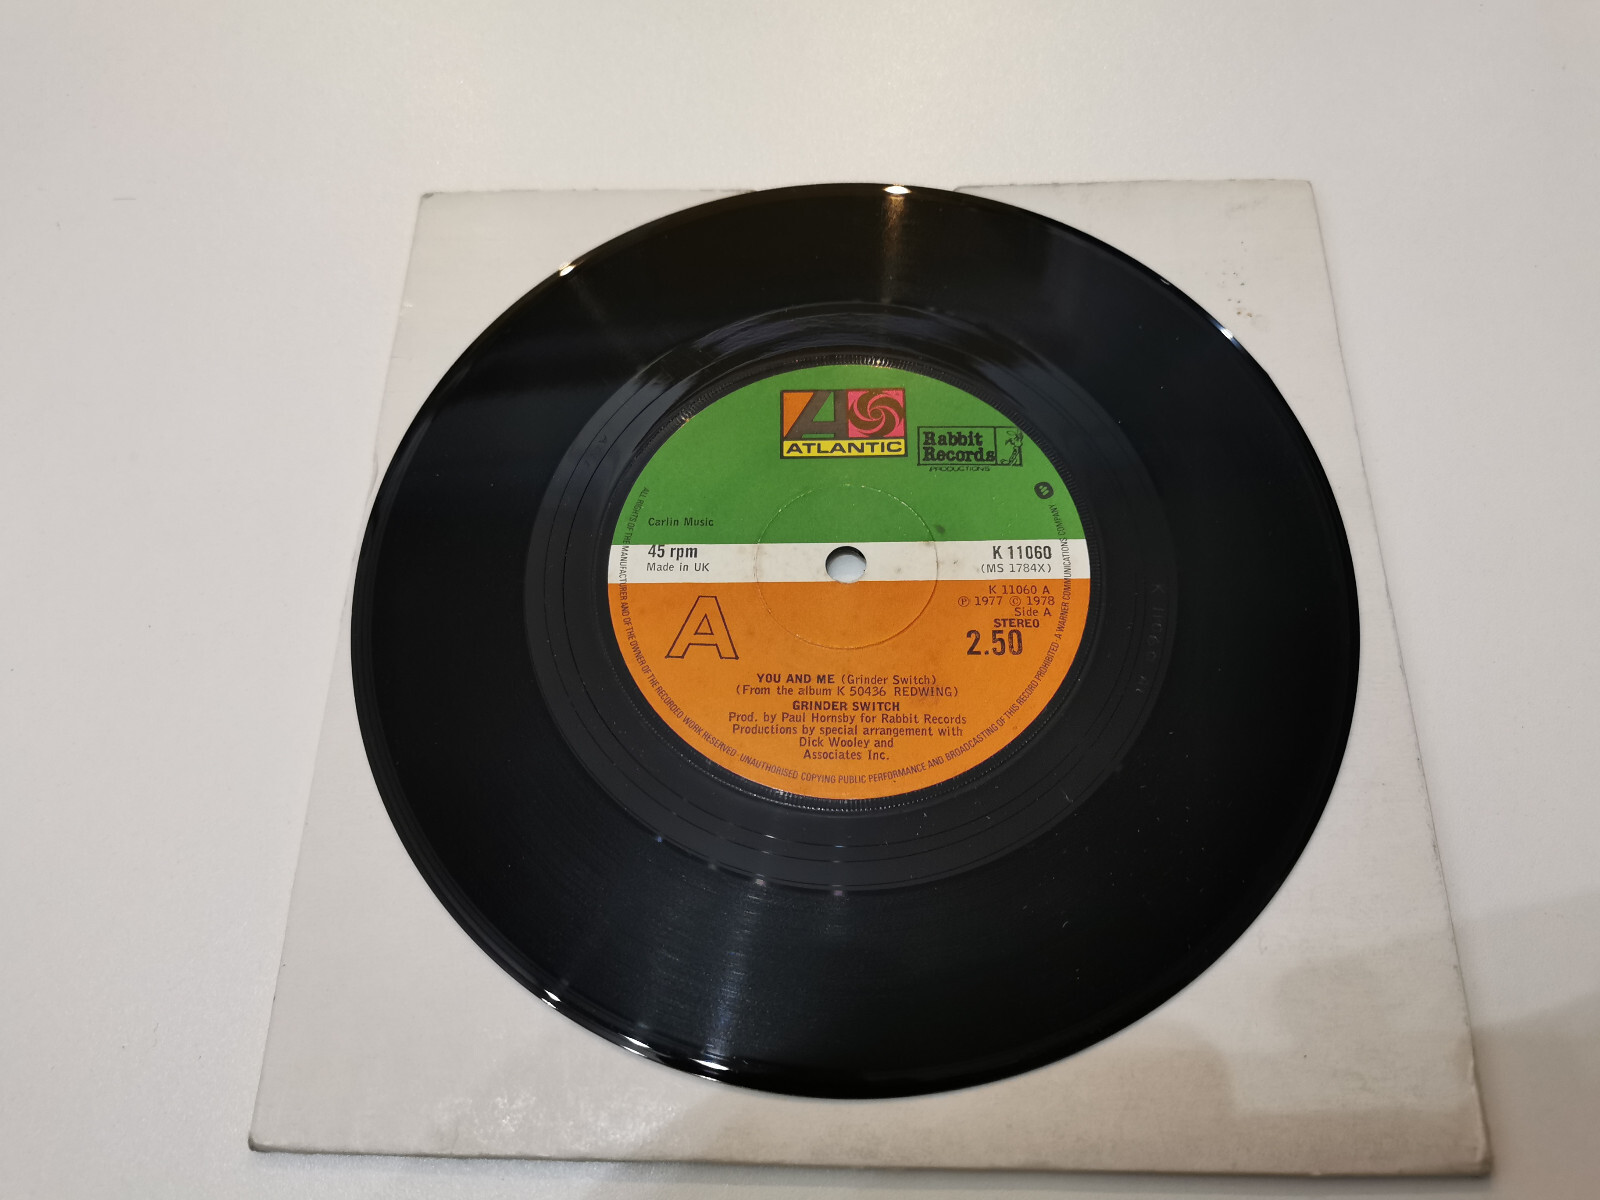 ATLANTIC
Rabbit
Records
PRODUCTIONS
Carlin Music
45 rpm
Made in UK
K 11060
(MS 1784X)
K 11060 A
Ⓟ 1977 © 1978
Side A
STEREO
2.50
A
YOU AND ME (Grinder Switch)
(From the album K 50436 REDWING)
GRINDER SWITCH
Prod. by Paul Hornsby for Rabbit Records
Productions by special arrangement with
Dick Wooley and
Associates Inc.
ALL RIGHTS OF THE MANUFACTURER AND OF THE OWNER OF THE RECORDED WORK RESERVED · UNAUTHORISED COPYING PUBLIC PERFORMANCE AND BROADCASTING OF THIS RECORD PROHIBITED · A WARNER COMMUNICATIONS COMPANY